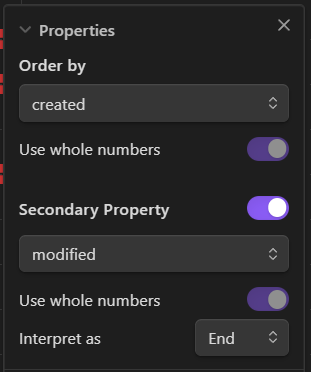 Properties
Order by
created
Use whole numbers
Secondary Property
modified
Use whole numbers
Interpret as End